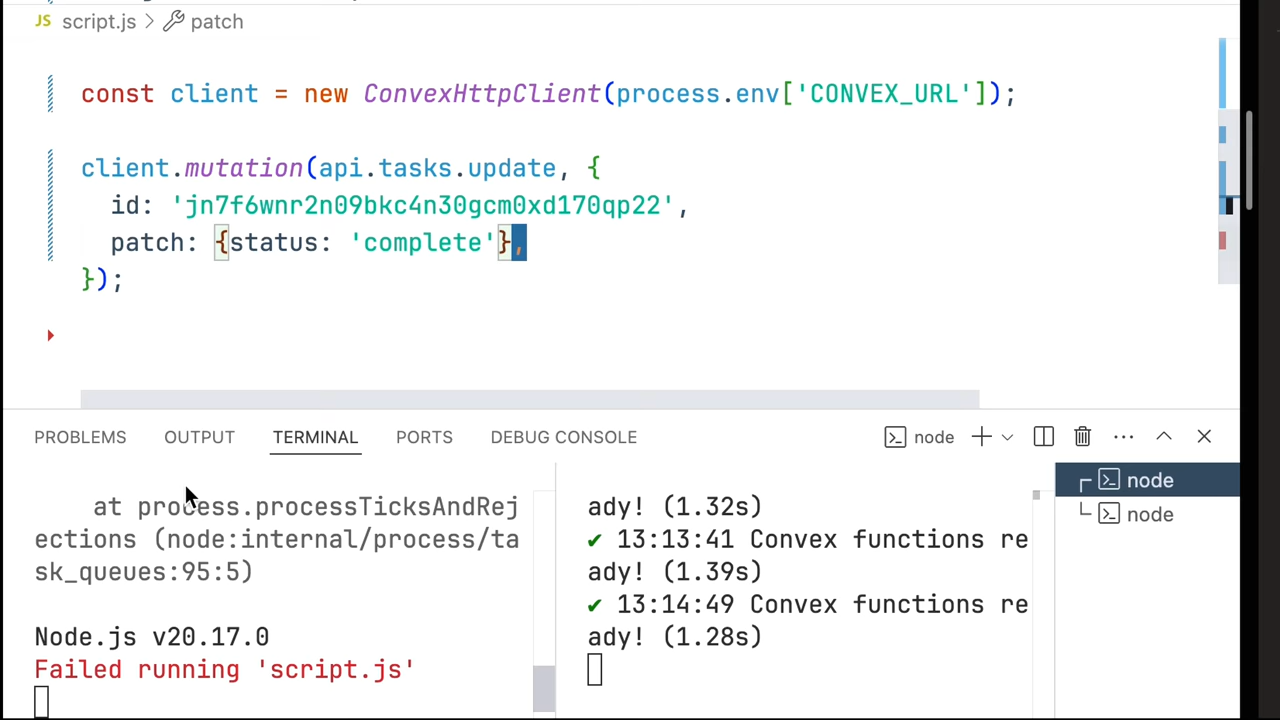 JS script.js > patch
const client = new ConvexHttpClient(process.env['CONVEX_URL']);
client.mutation(api.tasks.update, {
id: 'jn7f6wnr2n09bkc4n30gcm0xd170qp22',
patch: {status: 'complete'},
});
PROBLEMS OUTPUT TERMINAL PORTS DEBUG CONSOLE node
at process.processTicksAndRej
ections (node:internal/process/ta
sk_queues:95:5)
Node.js v20.17.0
Failed running 'script.js'
ady! (1.32s)
✔ 13:13:41 Convex functions re
ady! (1.39s)
✔ 13:14:49 Convex functions re
ady! (1.28s)
node
node